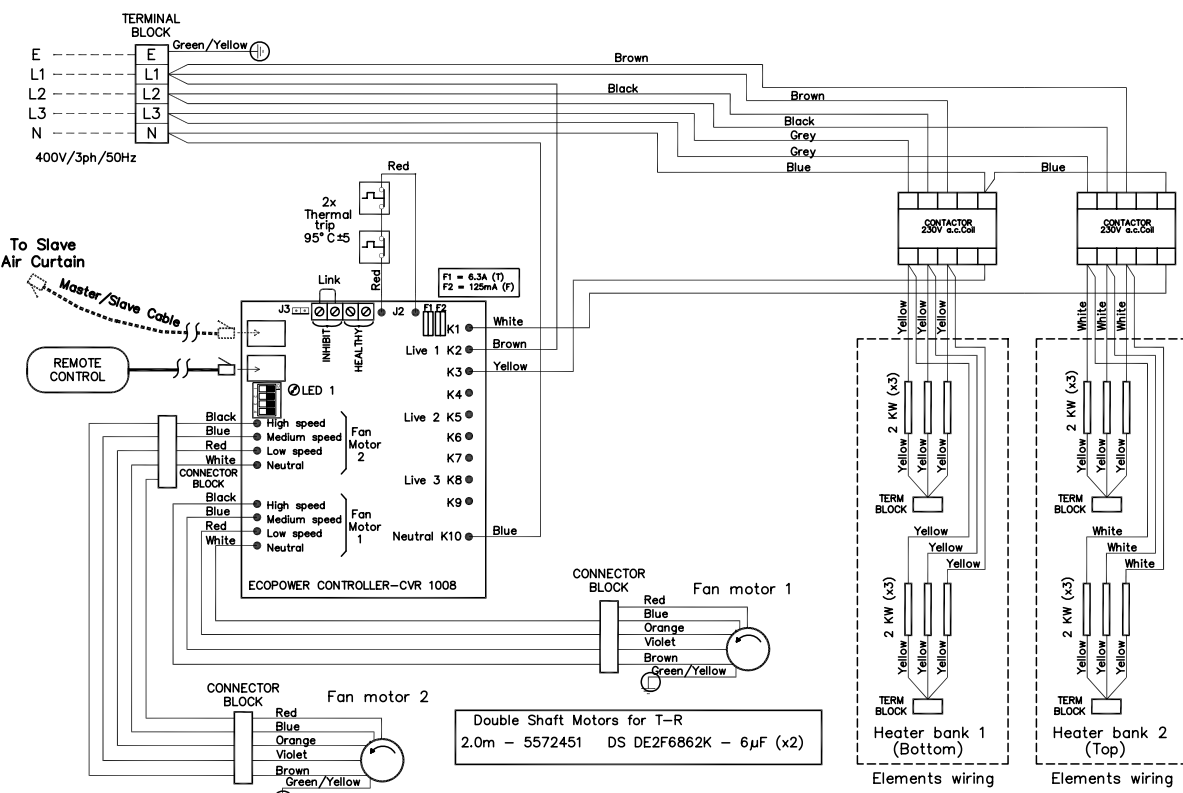 TERMINAL
BLOCK
E
L1
L2
L3
N
E
L1
L2
L3
N
Green/Yellow
400V/3ph/50Hz
Brown
Black
Brown
Black
Grey
Grey
Blue
Blue
CONTACTOR
230V a.c.Coil
CONTACTOR
230V a.c.Coil
Red
2x
Thermal
trip
95°C±5
Red
To Slave
Air Curtain
Master/Slave Cable
REMOTE
CONTROL
Link
J3
J2
INHIBIT
HEALTHY
F1 = 6.3A (T)
F2 = 125mA (F)
F1 F2
K1
White
Live 1 K2
Brown
K3
Yellow
K4
Live 2 K5
K6
K7
Live 3 K8
K9
Neutral K10
Blue
LED 1
Black
Blue
Red
White
High speed
Medium speed
Low speed
Neutral
Fan
Motor
2
CONNECTOR
BLOCK
Black
Blue
Red
White
High speed
Medium speed
Low speed
Neutral
Fan
Motor
1
ECOPOWER CONTROLLER-CVR 1008
CONNECTOR
BLOCK
Fan motor 1
Red
Blue
Orange
Violet
Brown
Green/Yellow
CONNECTOR
BLOCK
Fan motor 2
Red
Blue
Orange
Violet
Brown
Green/Yellow
Double Shaft Motors for T-R
2.0m - 5572451 DS DE2F6862K - 6µF (x2)
Yellow
Yellow
Yellow
2 KW (x3)
Yellow
Yellow
Yellow
TERM
BLOCK
Yellow
Yellow
Yellow
2 KW (x3)
Yellow
Yellow
Yellow
TERM
BLOCK
Heater bank 1
(Bottom)
Elements wiring
White
White
White
2 KW (x3)
Yellow
Yellow
Yellow
TERM
BLOCK
White
White
White
2 KW (x3)
Yellow
Yellow
Yellow
TERM
BLOCK
Heater bank 2
(Top)
Elements wiring